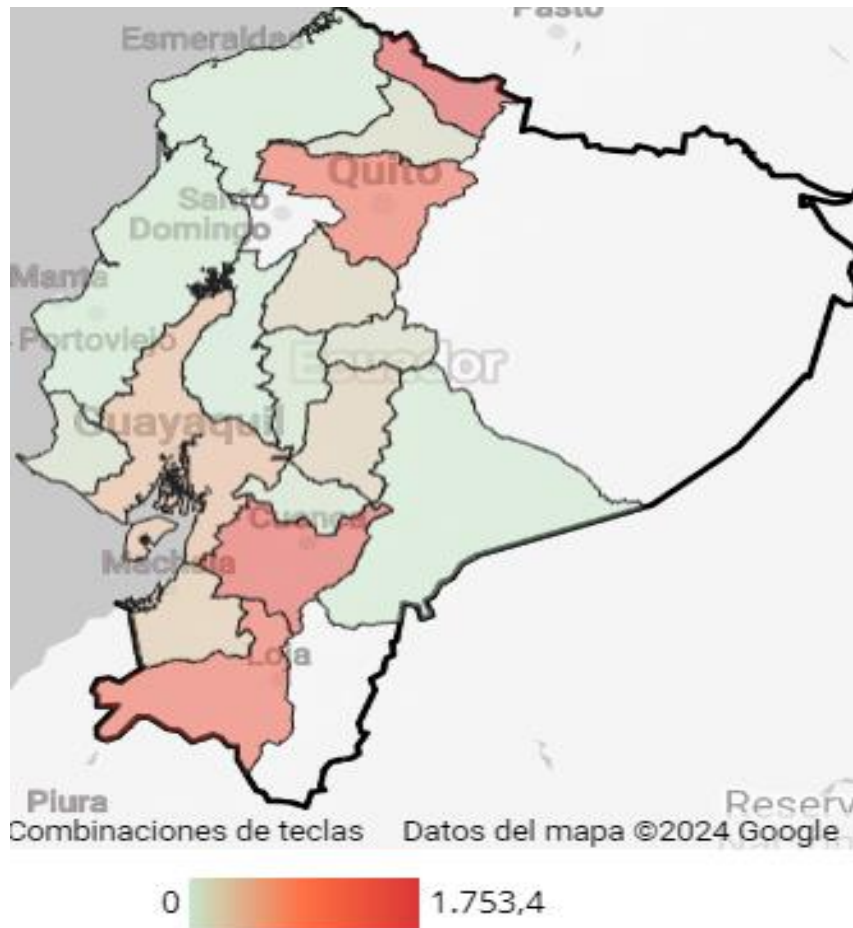 Pasto
Esmeraldas
Quito
Santo
Domingo
Manta
Portoviejo
Ecuador
Guayaquil
Cuenca
Machala
Loja
Piura
Reserv
Combinaciones de teclas Datos del mapa ©2024 Google
0 1.753,4